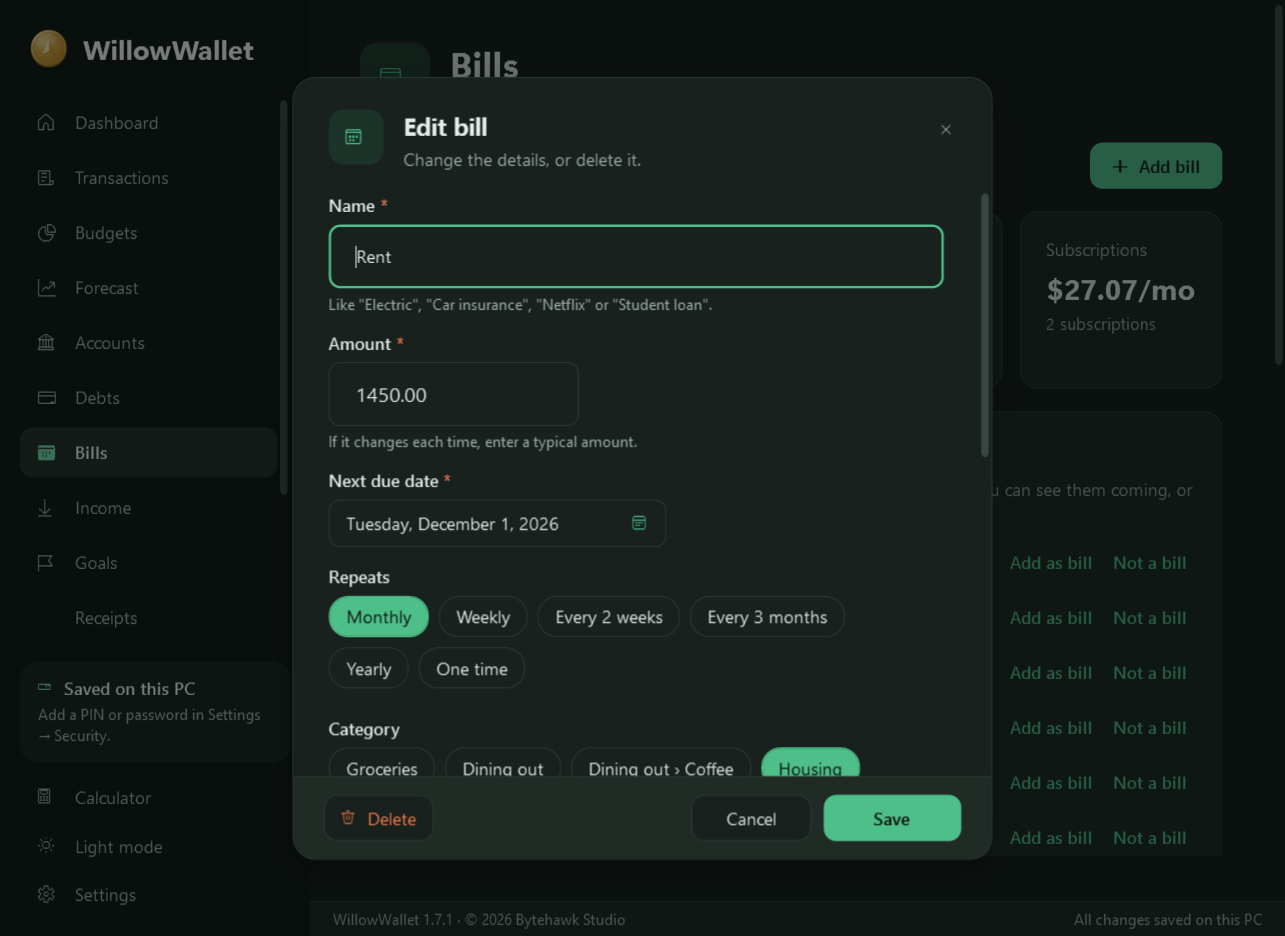 WillowWallet
Dashboard
Transactions
Budgets
Forecast
Accounts
Debts
Bills
Income
Goals
Receipts
Saved on this PC
Add a PIN or password in Settings
→ Security.
Calculator
Light mode
Settings
Bills
+ Add bill
Subscriptions
$27.07/mo
2 subscriptions
u can see them coming, or
Add as bill Not a bill
Add as bill Not a bill
Add as bill Not a bill
Add as bill Not a bill
Add as bill Not a bill
Add as bill Not a bill
Edit bill
Change the details, or delete it.
Name *
Rent
Like "Electric", "Car insurance", "Netflix" or "Student loan".
Amount *
1450.00
If it changes each time, enter a typical amount.
Next due date *
Tuesday, December 1, 2026
Repeats
Monthly Weekly Every 2 weeks Every 3 months
Yearly One time
Category
Groceries Dining out Dining out › Coffee Housing
Delete Cancel Save
WillowWallet 1.7.1 · © 2026 Bytehawk Studio
All changes saved on this PC